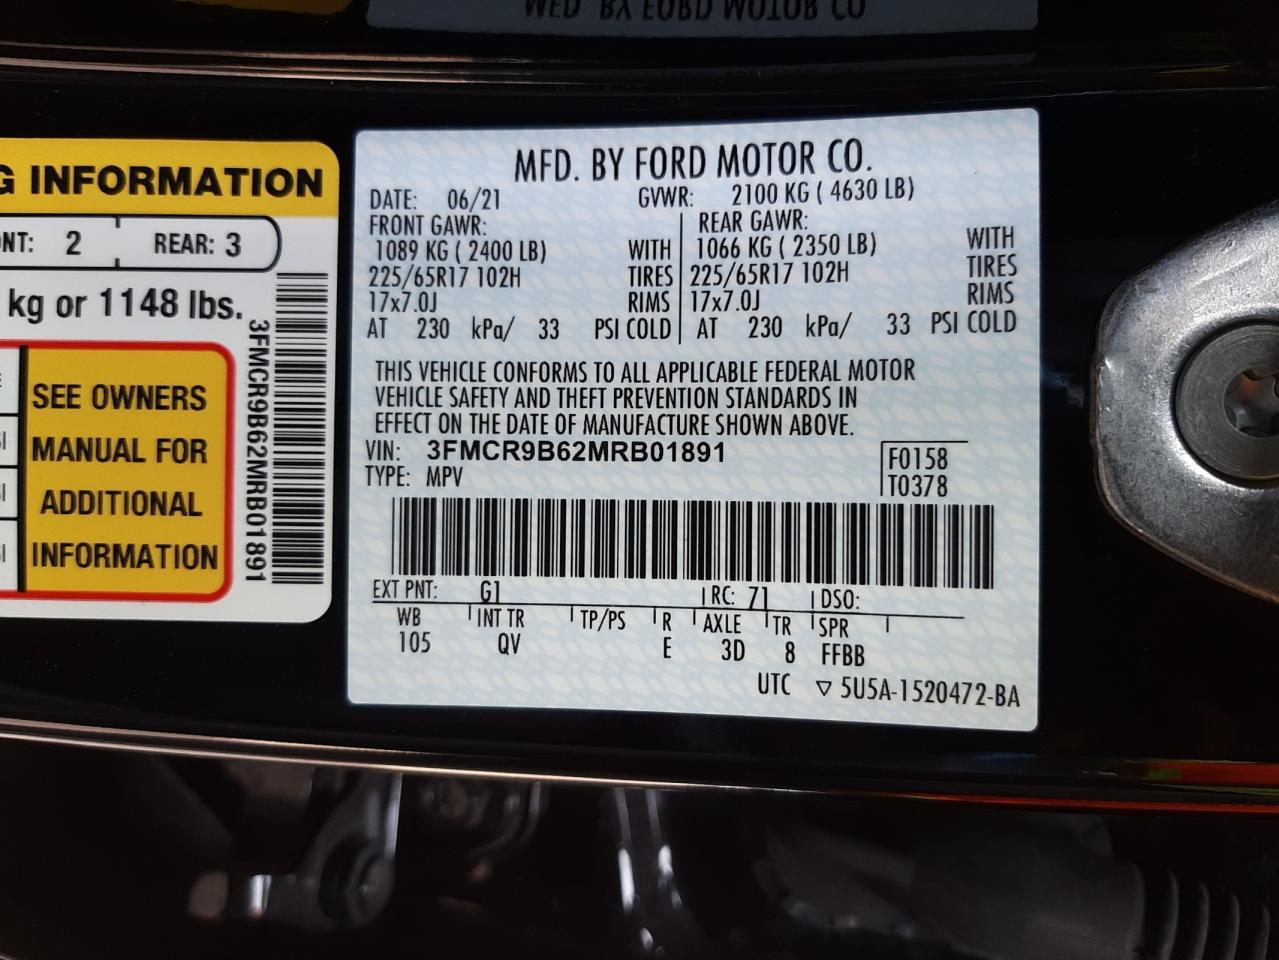 WED. BY FORD MOTOR CO
G INFORMATION
NT: 2 REAR: 3
kg or 1148 lbs.
SEE OWNERS
MANUAL FOR
ADDITIONAL
INFORMATION
3FMCR9B62MRB01891
MFD. BY FORD MOTOR CO.
DATE: 06/21 GVWR: 2100 KG ( 4630 LB)
FRONT GAWR: REAR GAWR:
1089 KG ( 2400 LB) WITH 1066 KG ( 2350 LB) WITH
225/65R17 102H TIRES 225/65R17 102H TIRES
17x7.0J RIMS 17x7.0J RIMS
AT 230 kPa/ 33 PSI COLD AT 230 kPa/ 33 PSI COLD
THIS VEHICLE CONFORMS TO ALL APPLICABLE FEDERAL MOTOR
VEHICLE SAFETY AND THEFT PREVENTION STANDARDS IN
EFFECT ON THE DATE OF MANUFACTURE SHOWN ABOVE.
VIN: 3FMCR9B62MRB01891 F0158
TYPE: MPV T0378
EXT PNT: G1 RC: 71 DSO:
WB INT TR TP/PS R AXLE TR SPR
105 QV E 3D 8 FFBB
UTC ▽ 5U5A-1520472-BA